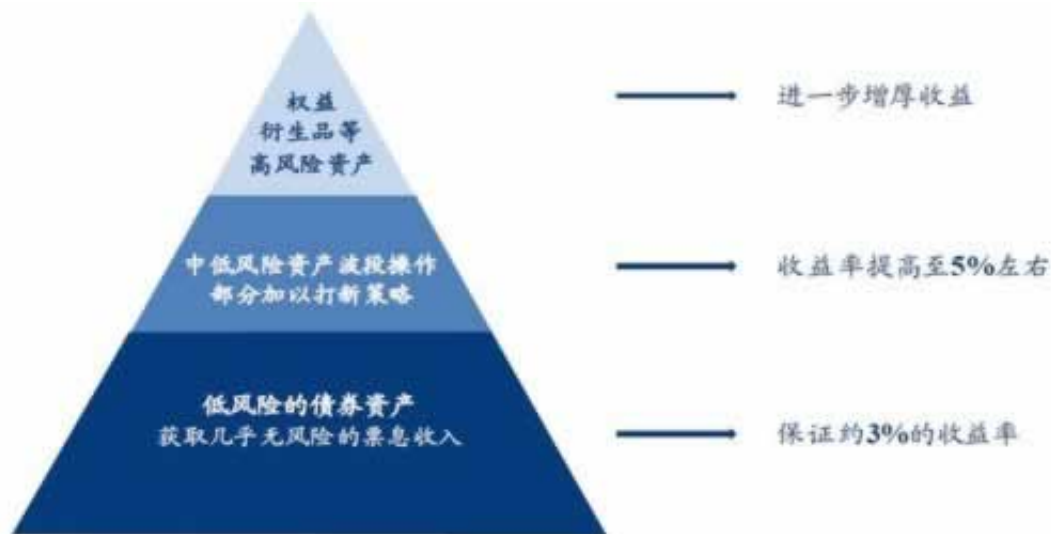 权益
衍生品等
高风险资产
进一步增厚收益
中低风险资产波段操作
部分加以打新策略
收益率提高至5%左右
低风险的债券资产
获取几乎无风险的票息收入
保证约3%的收益率